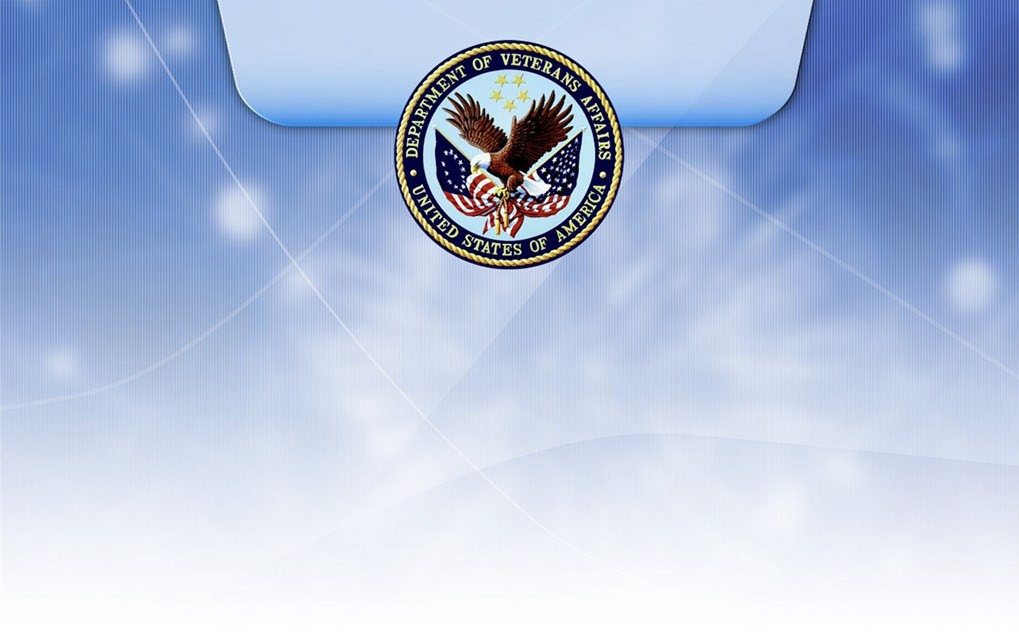 DEPARTMENT OF VETERANS AFFAIRS
UNITED STATES OF AMERICA